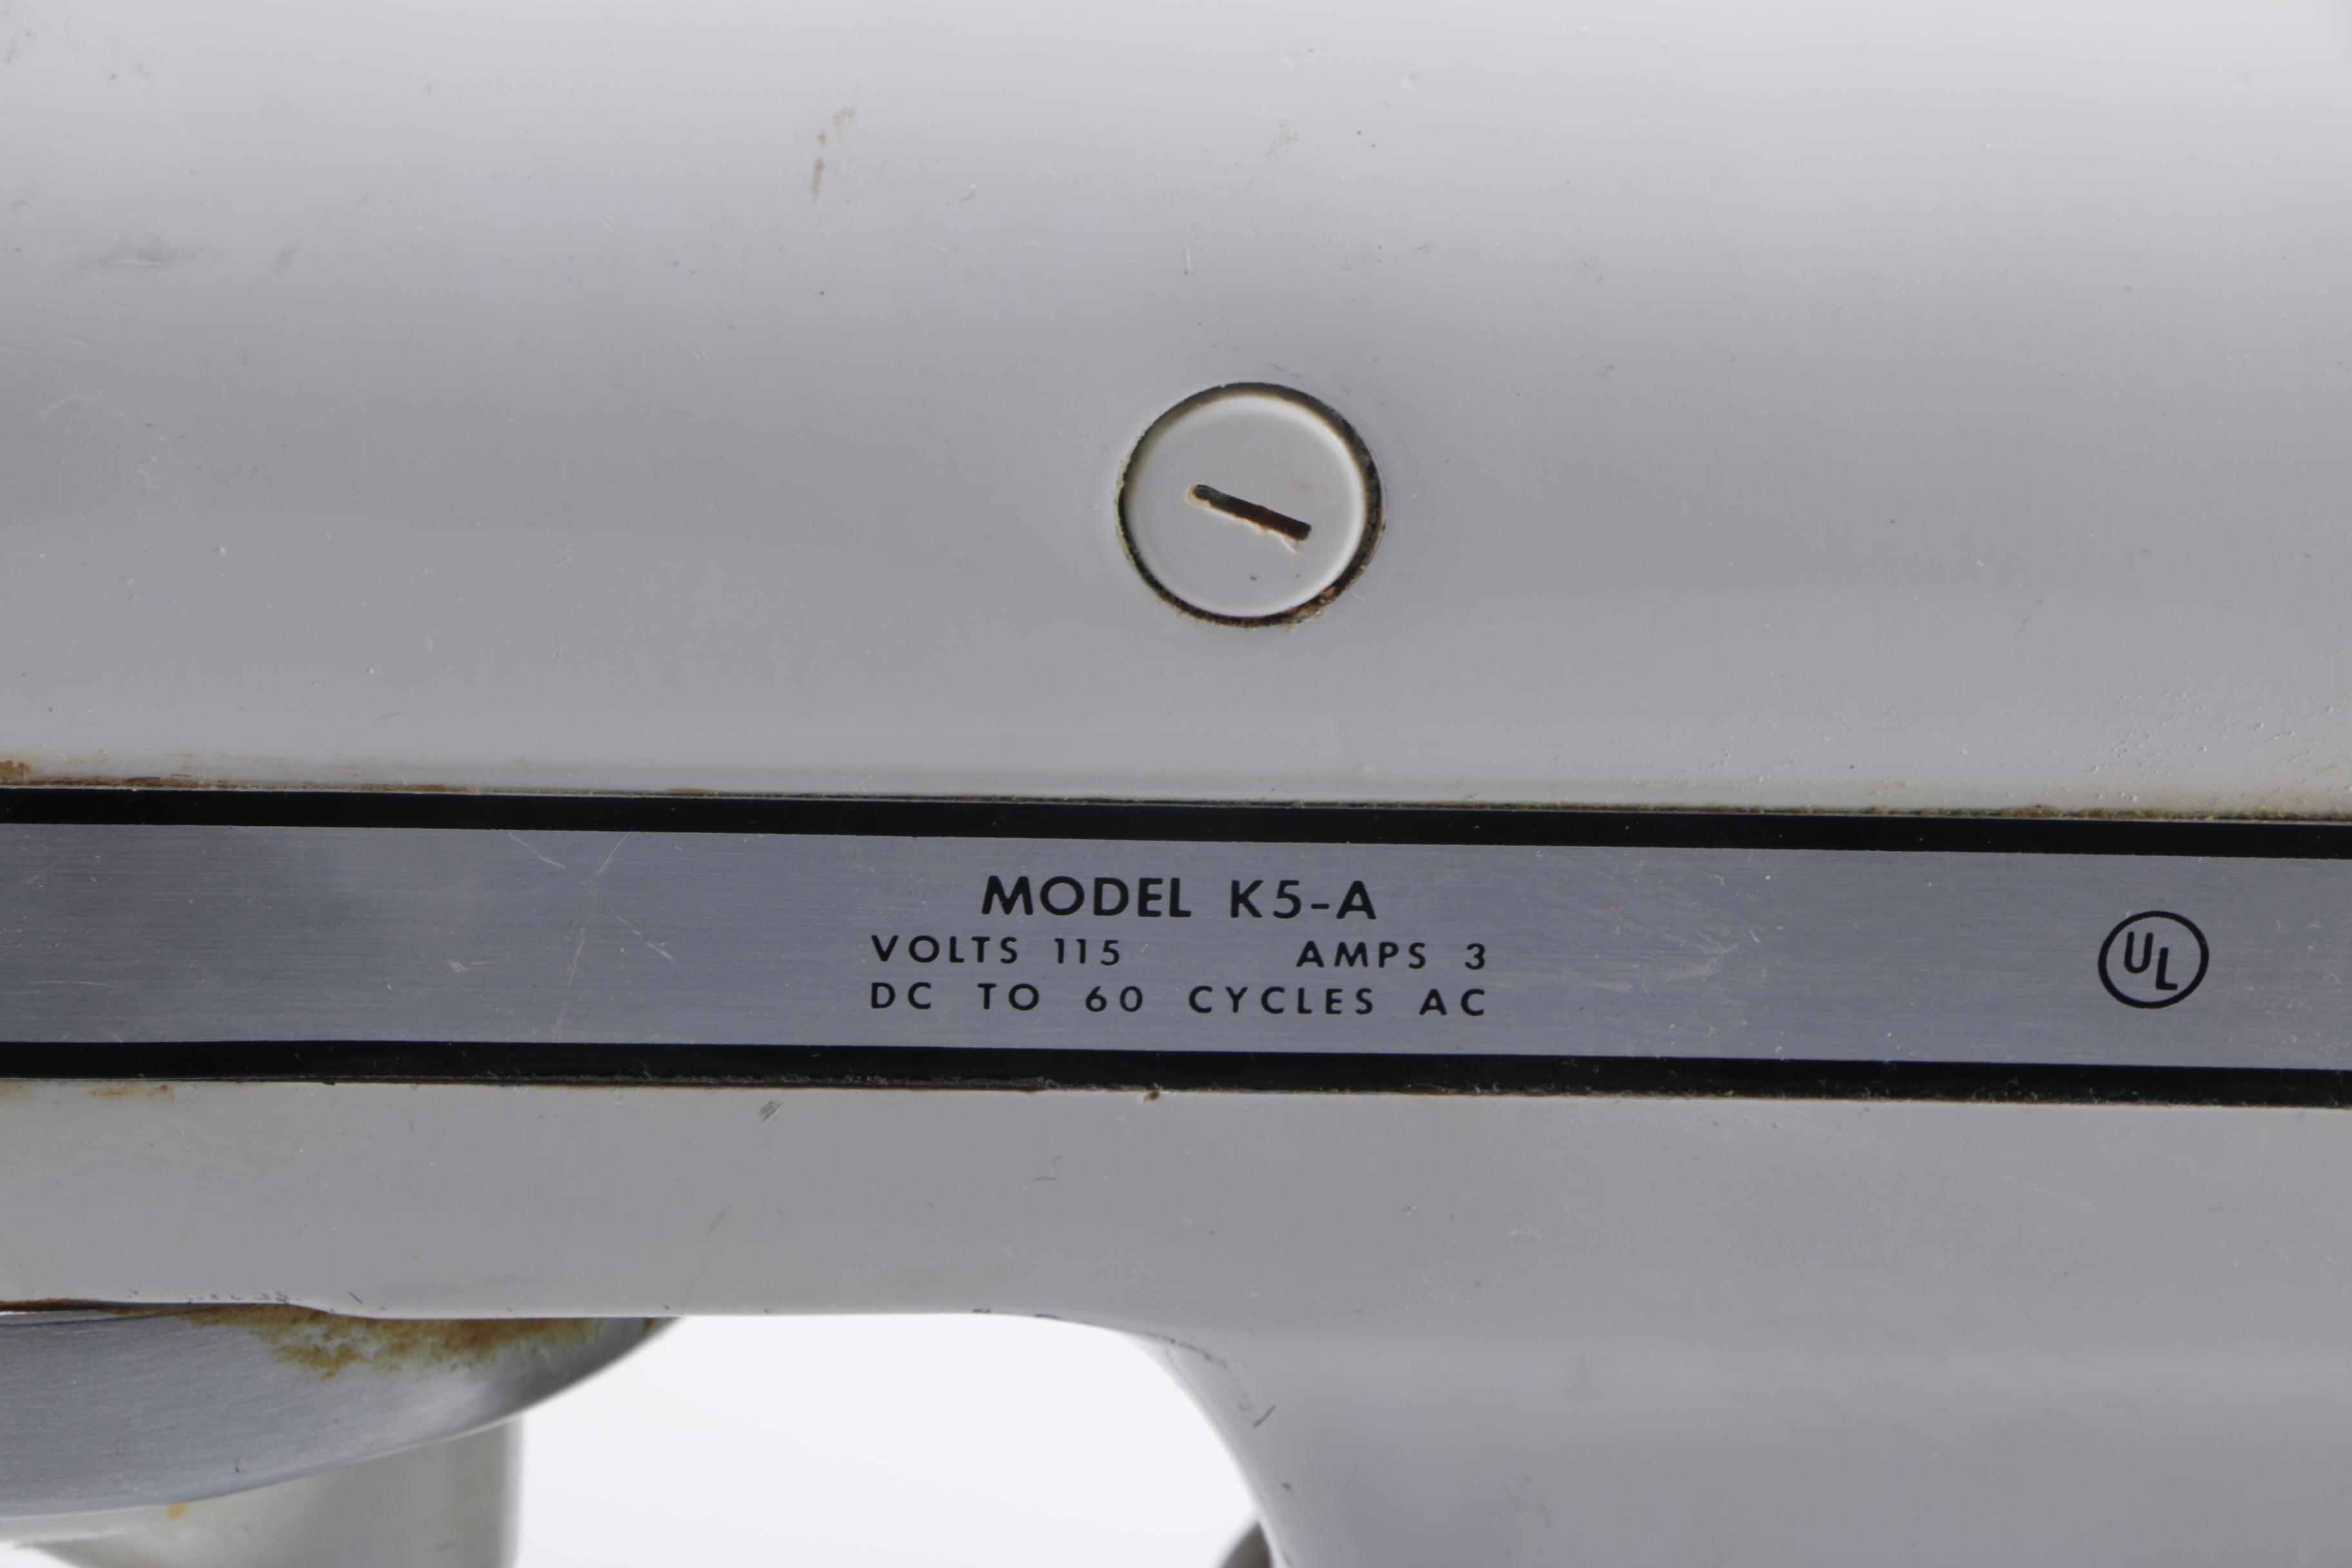 MODEL K5-A
VOLTS 115 AMPS 3
DC TO 60 CYCLES AC
UL